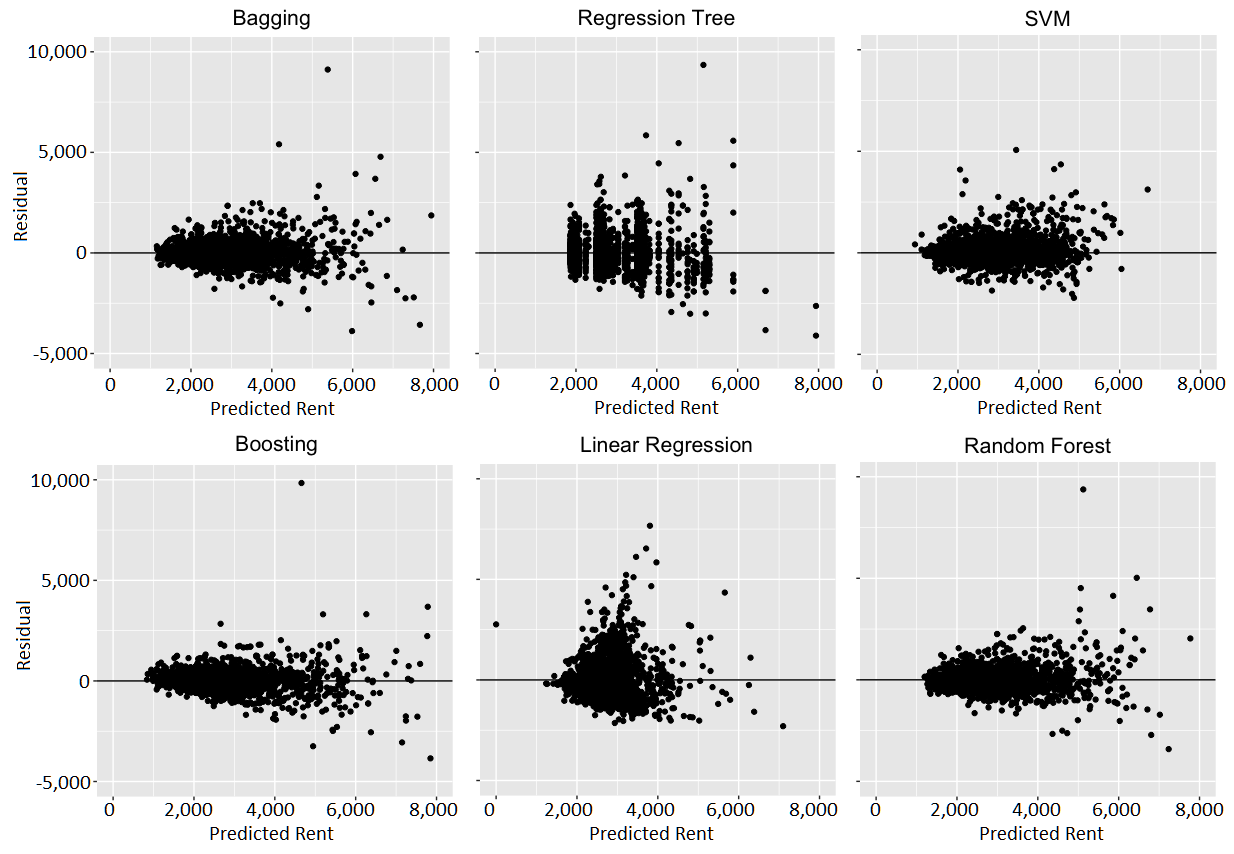 Bagging Regression Tree SVM
10,000
5,000
0
-5,000
Residual
0 2,000 4,000 6,000 8,000 0 2,000 4,000 6,000 8,000 0 2,000 4,000 6,000 8,000
Predicted Rent Predicted Rent Predicted Rent
Boosting Linear Regression Random Forest
10,000
5,000
0
-5,000
Residual
0 2,000 4,000 6,000 8,000 0 2,000 4,000 6,000 8,000 0 2,000 4,000 6,000 8,000
Predicted Rent Predicted Rent Predicted Rent